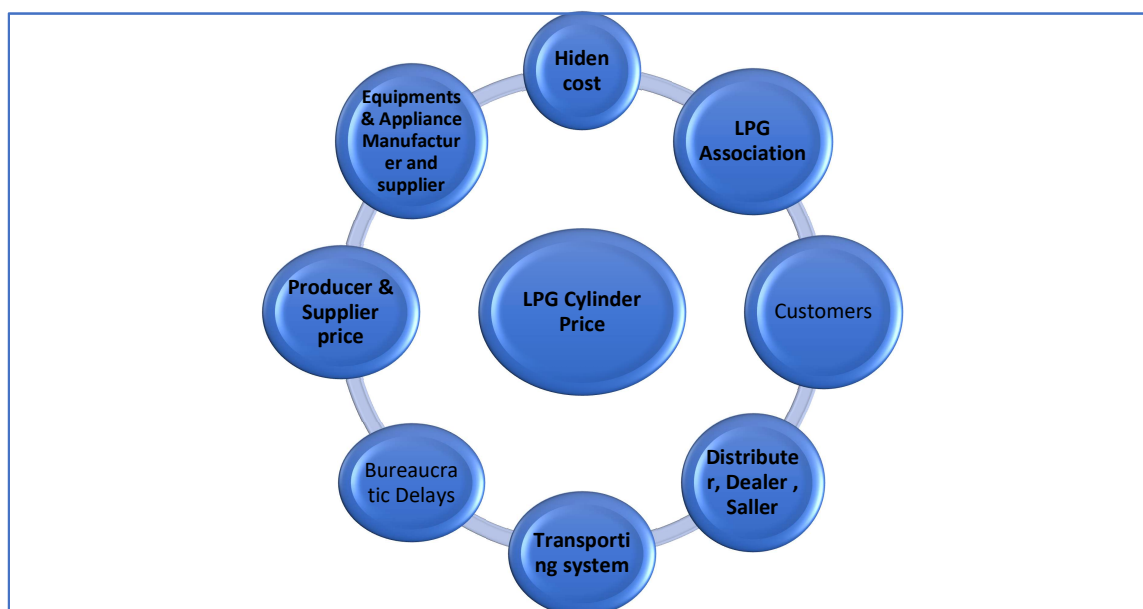 Hiden
cost
LPG
Association
Customers
Distribute
r, Dealer ,
Saller
Transporti
ng system
Bureaucra
tic Delays
Producer &
Supplier
price
Equipments
& Appliance
Manufactur
er and
supplier
LPG Cylinder
Price